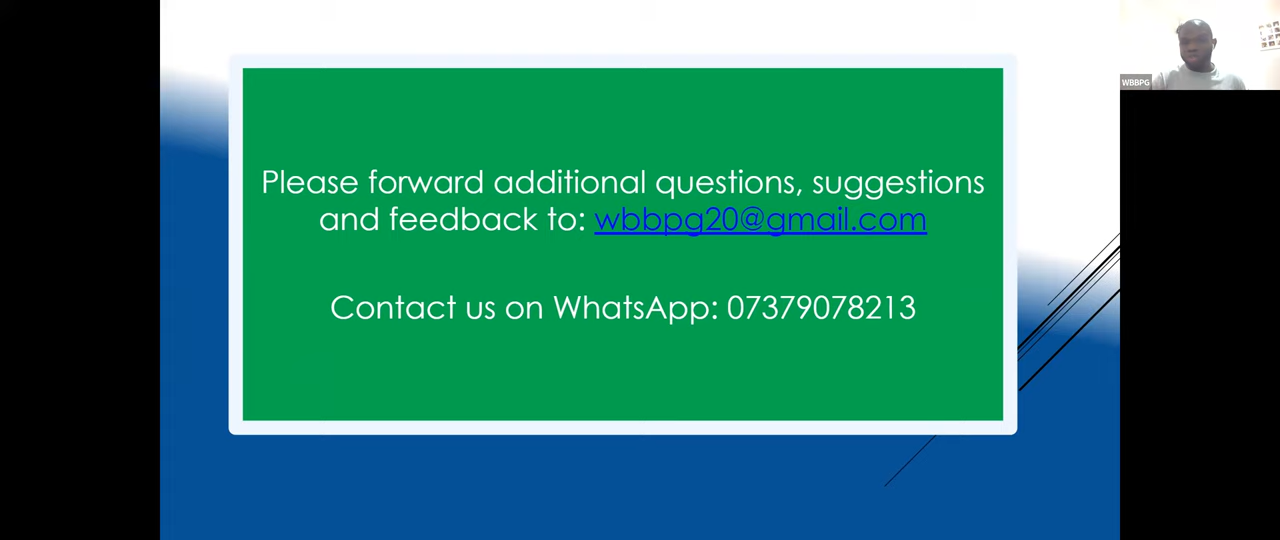 Please forward additional questions, suggestions
and feedback to: wbbpg20@gmail.com
Contact us on WhatsApp: 07379078213
WBBPG